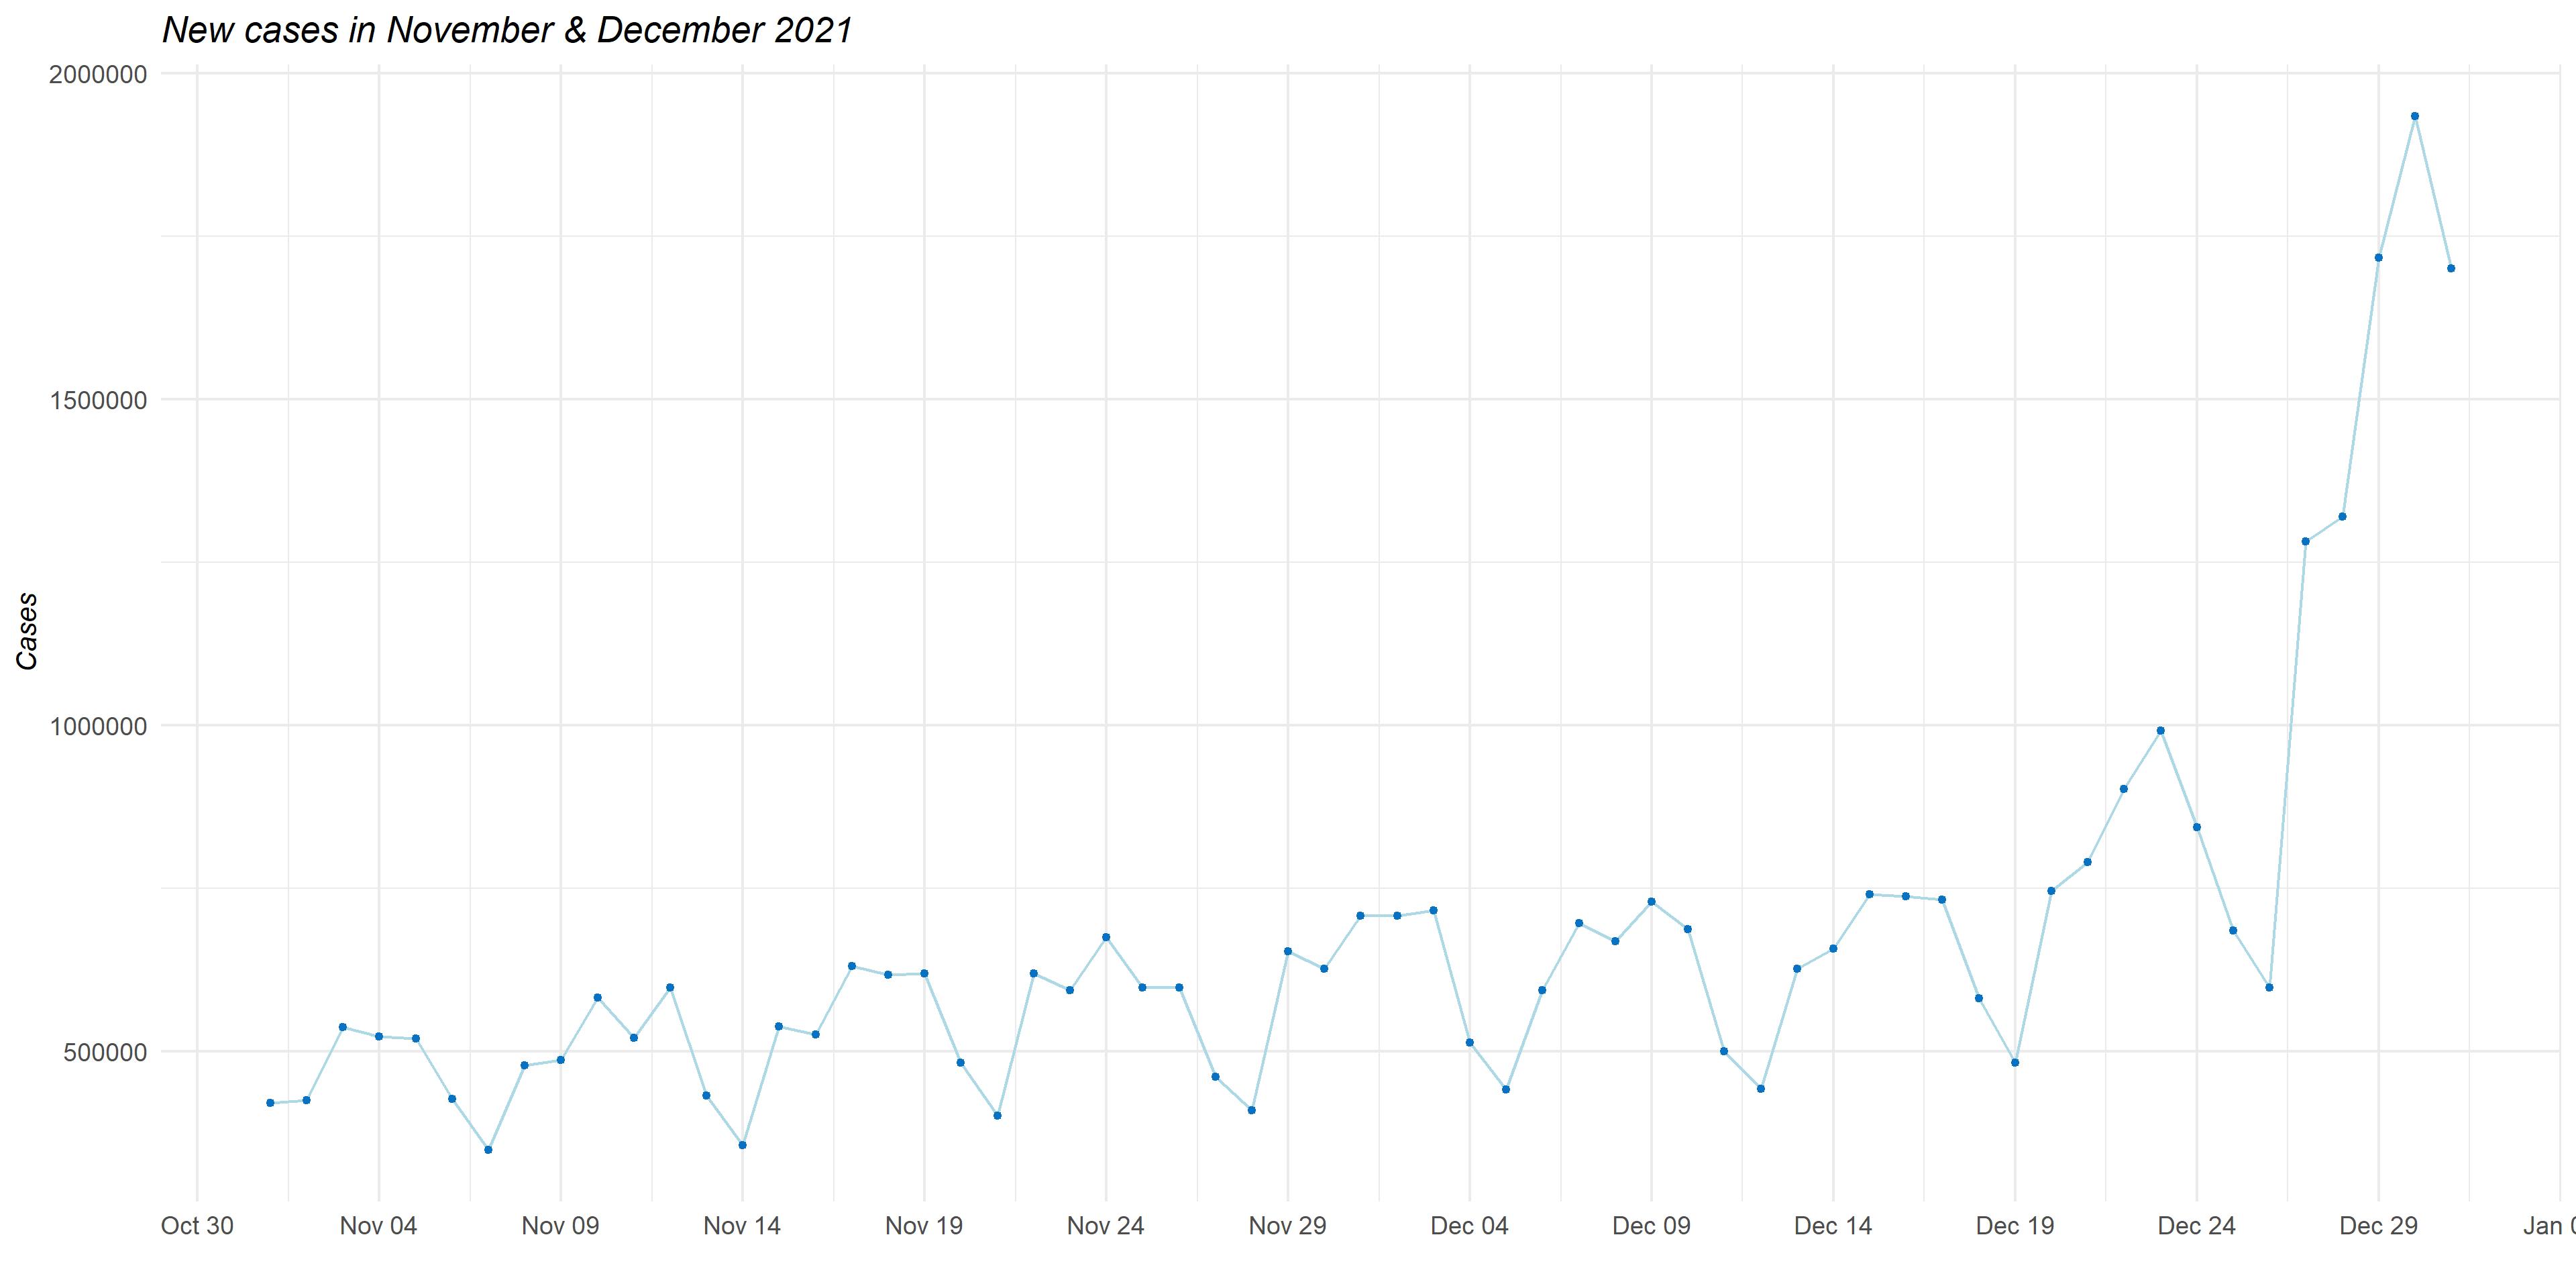 New cases in November & December 2021
2000000
1500000
1000000
500000
Cases
Oct 30 Nov 04 Nov 09 Nov 14 Nov 19 Nov 24 Nov 29 Dec 04 Dec 09 Dec 14 Dec 19 Dec 24 Dec 29 Jan